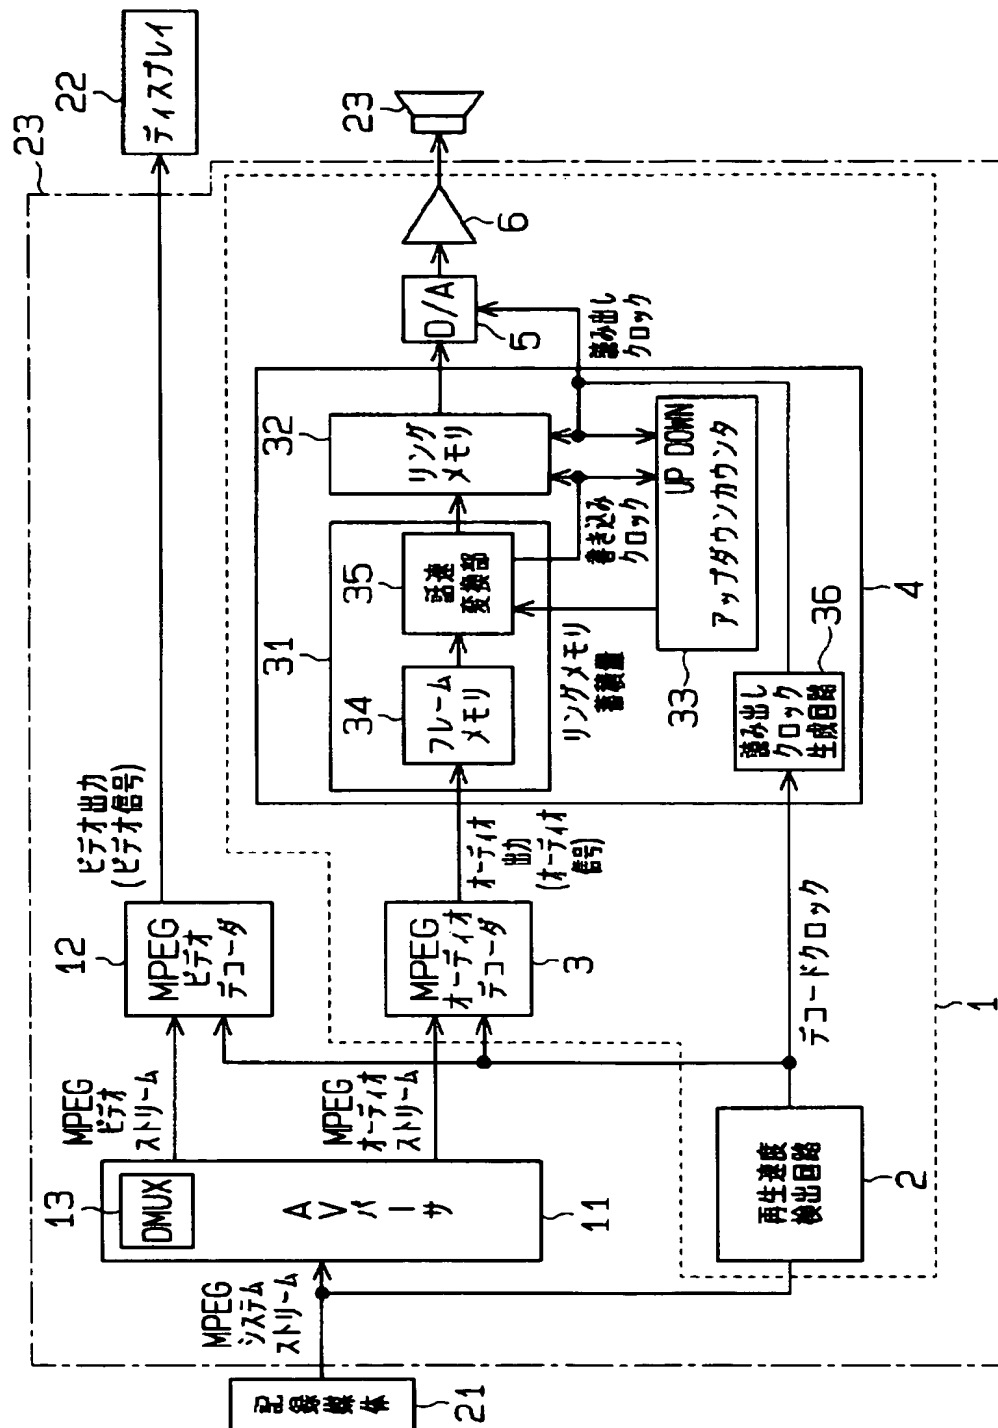 23
22
ディスプレイ
ビデオ出力
(ビデオ信号)
12
MPEG
ビデオ
デコーダ
MPEG
ビデオ
ストリーム
13
DMUX
AVパーサ
11
MPEG
システム
ストリーム
記録媒体
21
MPEG
オーディオ
ストリーム
MPEG
オーディオ
デコーダ
3
オーディオ
出力
(オーディオ
信号)
31
34
フレーム
メモリ
35
話速
変換部
32
リング
メモリ
D/A
5
6
23
読み出し
クロック
書き込み
クロック
リングメモリ
蓄積量
UP DOWN
アップダウンカウンタ
33
読み出し
クロック
生成回路
36
4
デコードクロック
再生速度
検出回路
2
1